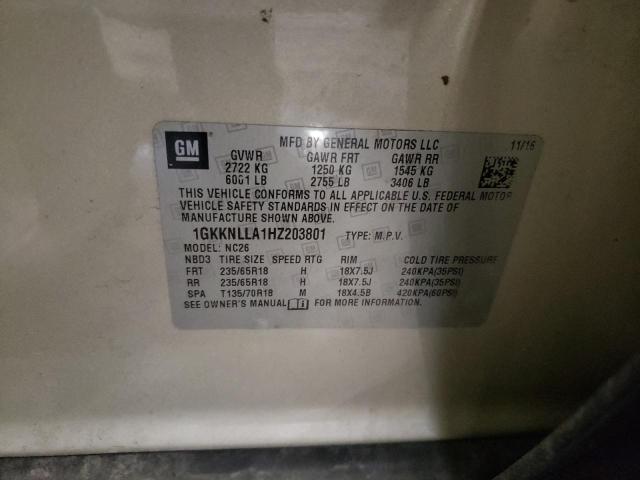 GM
MFD BY GENERAL MOTORS LLC 11/16
GVWR GAWR FRT GAWR RR
2722 KG 1250 KG 1545 KG
6001 LB 2755 LB 3406 LB
THIS VEHICLE CONFORMS TO ALL APPLICABLE U.S. FEDERAL MOTOR
VEHICLE SAFETY STANDARDS IN EFFECT ON THE DATE OF
MANUFACTURE SHOWN ABOVE.
1GKKNLLA1HZ203801 TYPE: M.P.V.
MODEL: NC26
NBD3 TIRE SIZE SPEED RTG RIM COLD TIRE PRESSURE
FRT 235/65R18 H 18X7.5J 240KPA(35PSI)
RR 235/65R18 H 18X7.5J 240KPA(35PSI)
SPA T135/70R18 M 18X4.5B 420KPA(60PSI)
SEE OWNER'S MANUAL FOR MORE INFORMATION